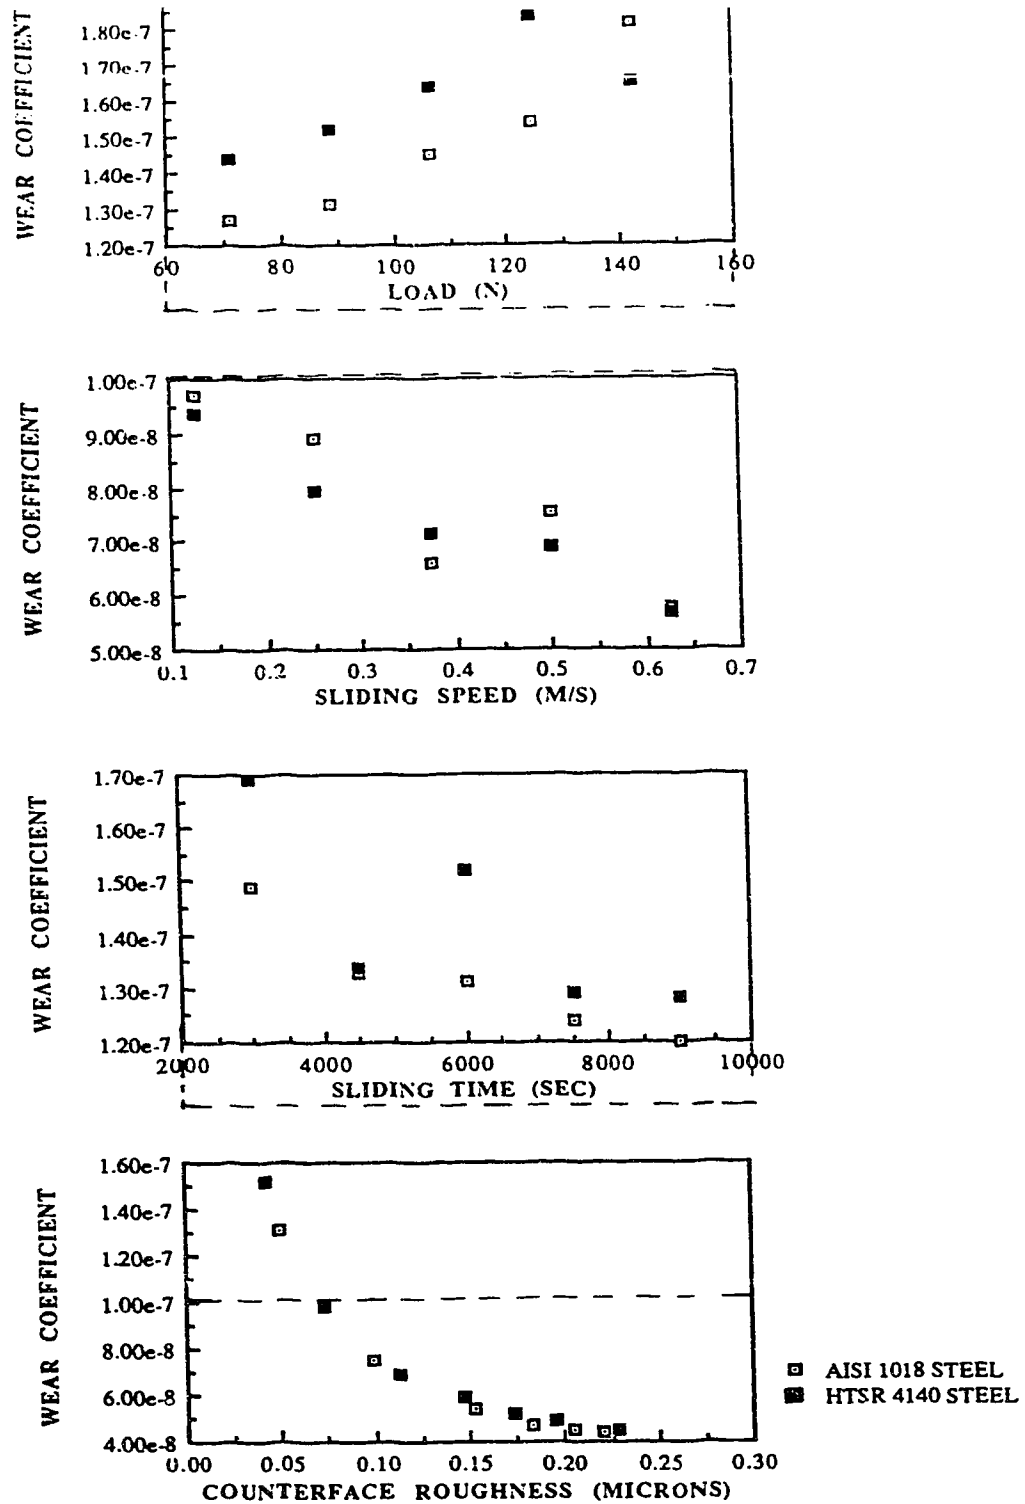 WEAR COEFFICIENT
1.80e-7
1.70e-7
1.60e-7
1.50e-7
1.40e-7
1.30e-7
1.20e-7
60 80 100 120 140 160
LOAD (N)
WEAR COEFFICIENT
1.00e-7
9.00e-8
8.00e-8
7.00e-8
6.00e-8
5.00e-8
0.1 0.2 0.3 0.4 0.5 0.6 0.7
SLIDING SPEED (M/S)
WEAR COEFFICIENT
1.70e-7
1.60e-7
1.50e-7
1.40e-7
1.30e-7
1.20e-7
2000 4000 6000 8000 10000
SLIDING TIME (SEC)
WEAR COEFFICIENT
1.60e-7
1.40e-7
1.20e-7
1.00e-7
8.00e-8
6.00e-8
4.00e-8
0.00 0.05 0.10 0.15 0.20 0.25 0.30
COUNTERFACE ROUGHNESS (MICRONS)
AISI 1018 STEEL
HTSR 4140 STEEL